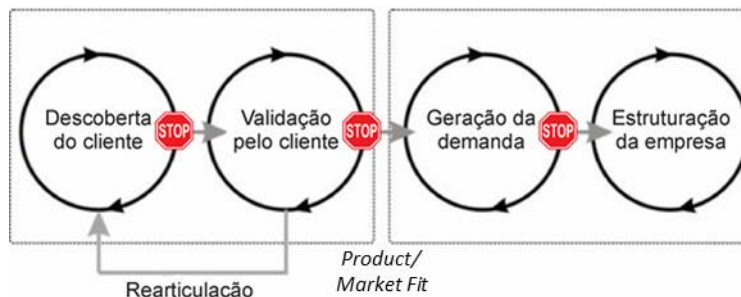 Descoberta
do cliente
STOP
Validação
pelo cliente
STOP
Geração da
demanda
STOP
Estruturação
da empresa
Rearticulação
Product/
Market Fit